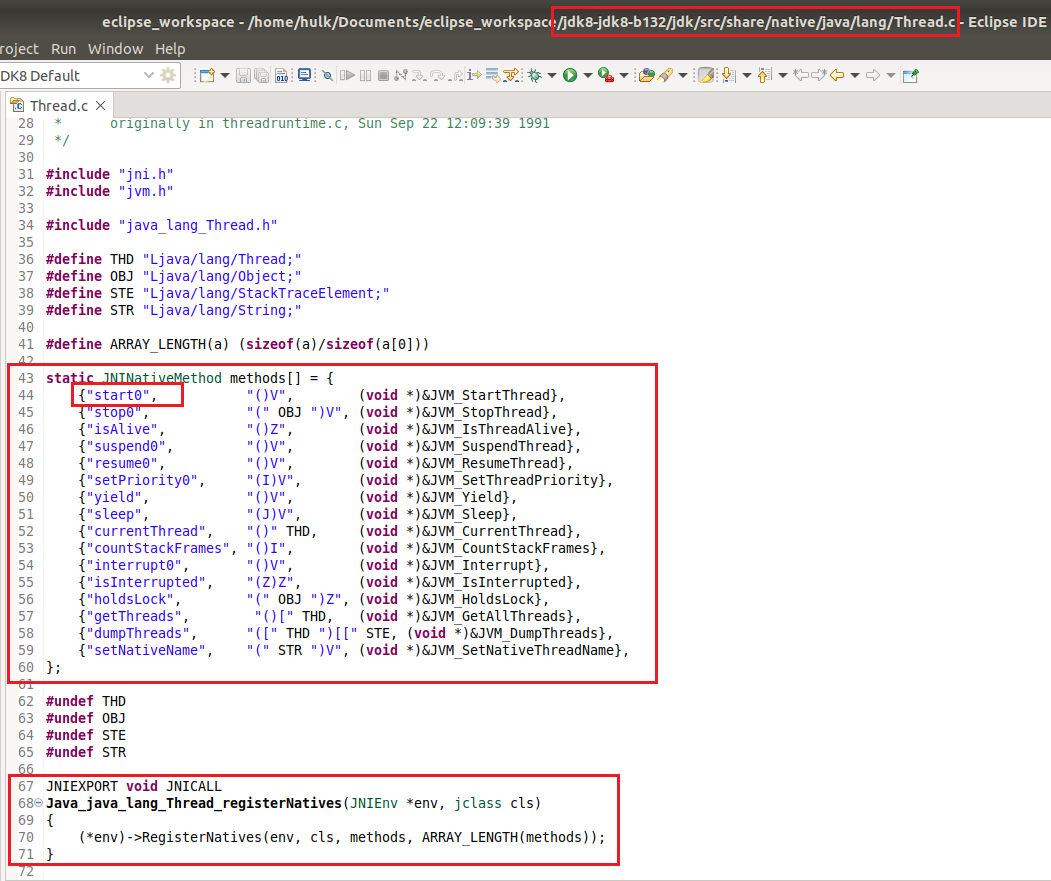 eclipse_workspace - /home/hulk/Documents/eclipse_workspace/jdk8-jdk8-b132/jdk/src/share/native/java/lang/Thread.c - Eclipse IDE
roject Run Window Help
DK8 Default
Thread.c
28 *      originally in threadruntime.c, Sun Sep 22 12:09:39 1991
29 */
30
31 #include "jni.h"
32 #include "jvm.h"
33
34 #include "java_lang_Thread.h"
35
36 #define THD "Ljava/lang/Thread;"
37 #define OBJ "Ljava/lang/Object;"
38 #define STE "Ljava/lang/StackTraceElement;"
39 #define STR "Ljava/lang/String;"
40
41 #define ARRAY_LENGTH(a) (sizeof(a)/sizeof(a[0]))
42
43 static JNINativeMethod methods[] = {
44     {"start0",           "()V",        (void *)&JVM_StartThread},
45     {"stop0",            "(" OBJ ")V", (void *)&JVM_StopThread},
46     {"isAlive",          "()Z",        (void *)&JVM_IsThreadAlive},
47     {"suspend0",         "()V",        (void *)&JVM_SuspendThread},
48     {"resume0",          "()V",        (void *)&JVM_ResumeThread},
49     {"setPriority0",     "(I)V",       (void *)&JVM_SetThreadPriority},
50     {"yield",            "()V",        (void *)&JVM_Yield},
51     {"sleep",            "(J)V",       (void *)&JVM_Sleep},
52     {"currentThread",    "()" THD,     (void *)&JVM_CurrentThread},
53     {"countStackFrames", "()I",        (void *)&JVM_CountStackFrames},
54     {"interrupt0",       "()V",        (void *)&JVM_Interrupt},
55     {"isInterrupted",    "(Z)Z",       (void *)&JVM_IsInterrupted},
56     {"holdsLock",        "(" OBJ ")Z", (void *)&JVM_HoldsLock},
57     {"getThreads",        "()[" THD,   (void *)&JVM_GetAllThreads},
58     {"dumpThreads",      "([" THD ")[[" STE, (void *)&JVM_DumpThreads},
59     {"setNativeName",    "(" STR ")V", (void *)&JVM_SetNativeThreadName},
60 };
61
62 #undef THD
63 #undef OBJ
64 #undef STE
65 #undef STR
66
67 JNIEXPORT void JNICALL
68 Java_java_lang_Thread_registerNatives(JNIEnv *env, jclass cls)
69 {
70     (*env)->RegisterNatives(env, cls, methods, ARRAY_LENGTH(methods));
71 }
72